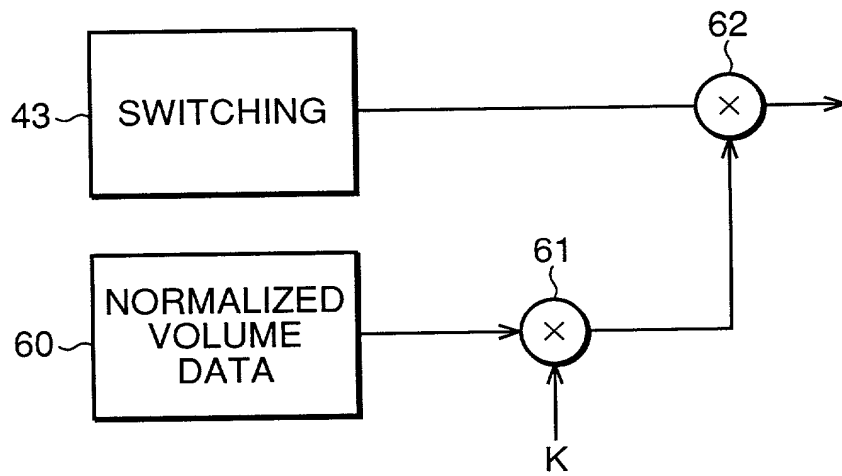 62
43
SWITCHING
×
61
NORMALIZED
VOLUME
DATA
60
×
K